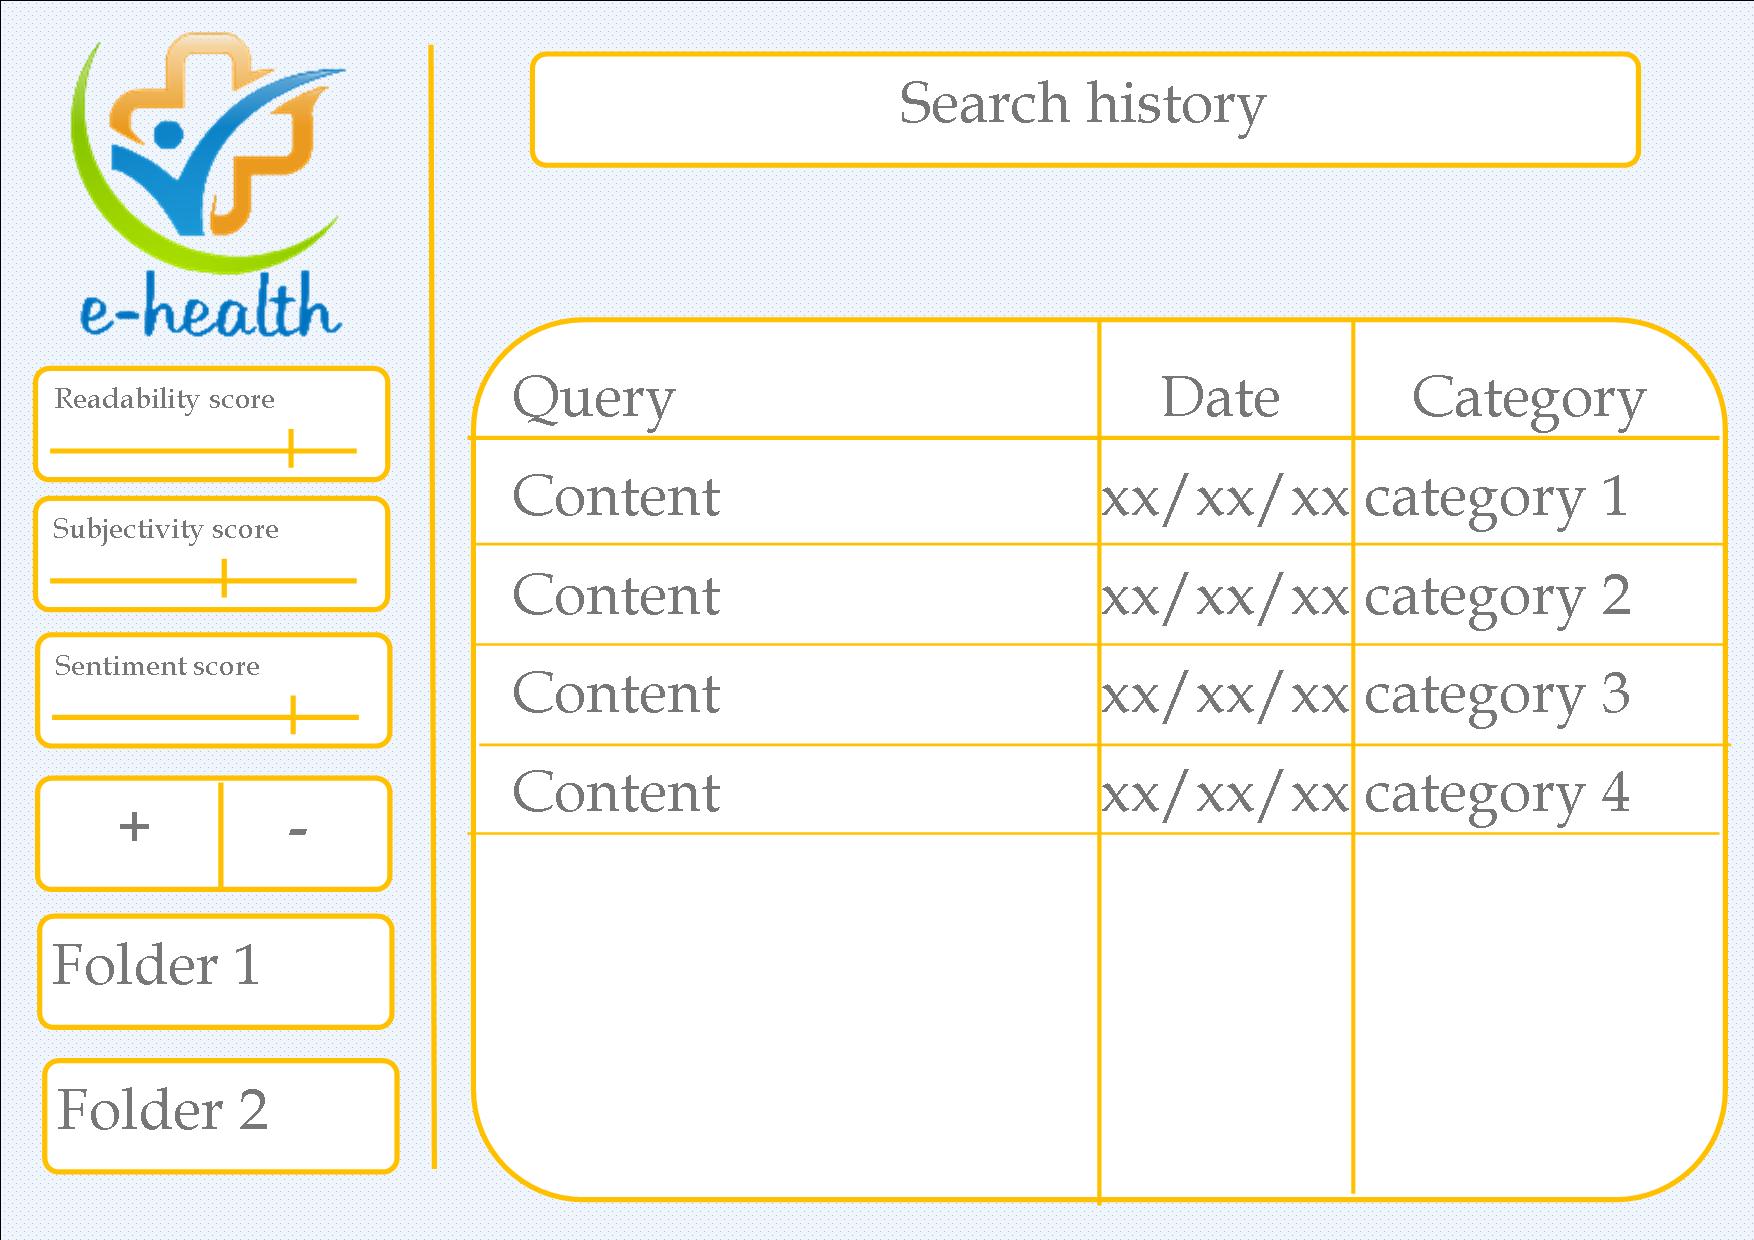 e-health
Readability score
Subjectivity score
Sentiment score
+ -
Folder 1
Folder 2
Search history
Query Date Category
Content xx/xx/xx category 1
Content xx/xx/xx category 2
Content xx/xx/xx category 3
Content xx/xx/xx category 4